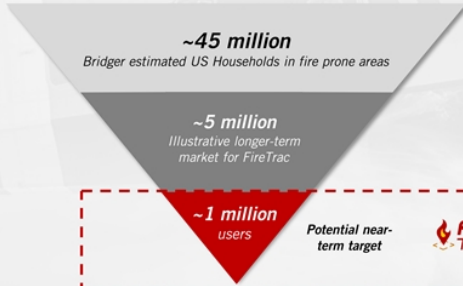 ~45 million
Bridger estimated US Households in fire prone areas
~5 million
Illustrative longer-term
market for FireTrac
~1 million
users
Potential near-
term target